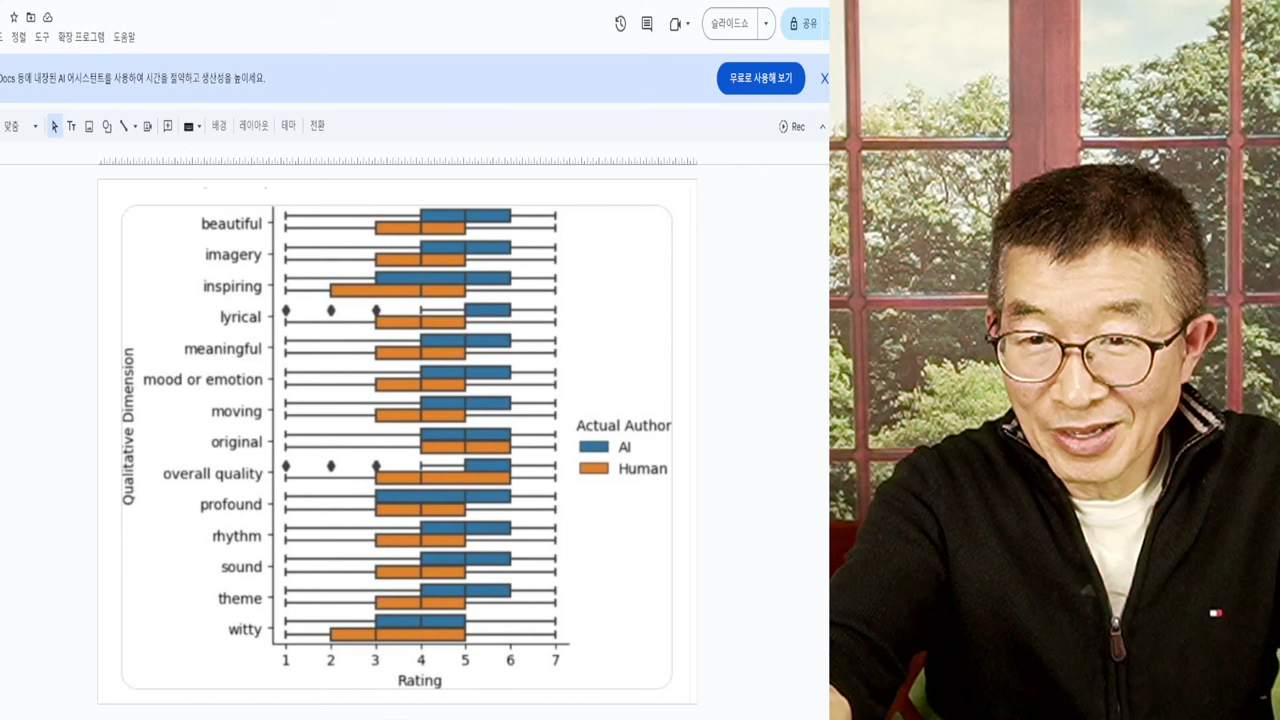 정렬 도구 확장 프로그램 도움말
슬라이드쇼
공유
Docs 등에 내장된 AI 어시스턴트를 사용하여 시간을 절약하고 생산성을 높이세요.
무료로 사용해 보기
X
맞춤
배경 레이아웃 테마 전환
Rec
Qualitative Dimension
beautiful
imagery
inspiring
lyrical
meaningful
mood or emotion
moving
original
overall quality
profound
rhythm
sound
theme
witty
1 2 3 4 5 6 7
Rating
Actual Author
AI
Human